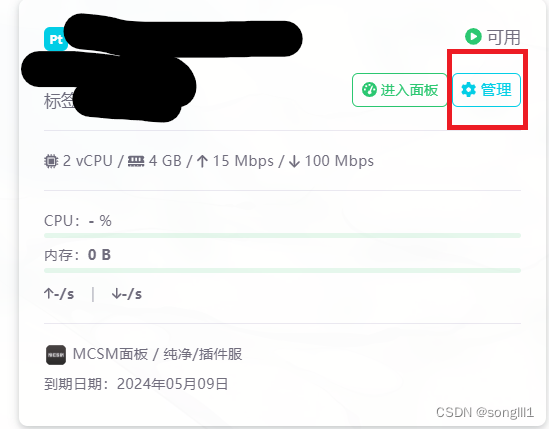 Pt 可用
标签
进入面板 管理
2 vCPU / 4 GB / ↑ 15 Mbps / ↓ 100 Mbps
CPU：- %
内存：0 B
↑-/s | ↓-/s
MCSM MCSM面板 / 纯净/插件服
到期日期：2024年05月09日
CSDN @songlll1